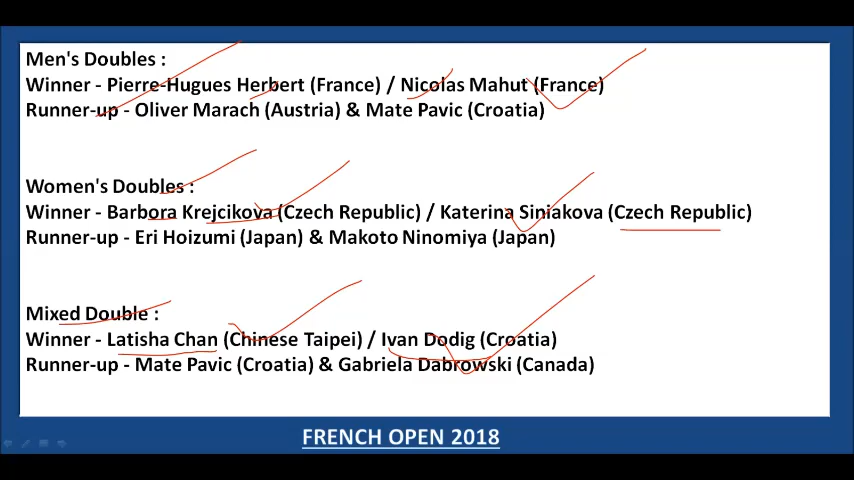 Men's Doubles :
Winner - Pierre-Hugues Herbert (France) / Nicolas Mahut (France)
Runner-up - Oliver Marach (Austria) & Mate Pavic (Croatia)
Women's Doubles :
Winner - Barbora Krejcikova (Czech Republic) / Katerina Siniakova (Czech Republic)
Runner-up - Eri Hoizumi (Japan) & Makoto Ninomiya (Japan)
Mixed Double :
Winner - Latisha Chan (Chinese Taipei) / Ivan Dodig (Croatia)
Runner-up - Mate Pavic (Croatia) & Gabriela Dabrowski (Canada)
FRENCH OPEN 2018